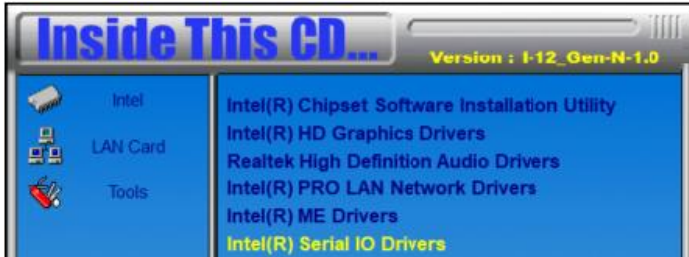 Inside This CD...
Version : I-12_Gen-N-1.0
Intel
LAN Card
Tools
Intel(R) Chipset Software Installation Utility
Intel(R) HD Graphics Drivers
Realtek High Definition Audio Drivers
Intel(R) PRO LAN Network Drivers
Intel(R) ME Drivers
Intel(R) Serial IO Drivers